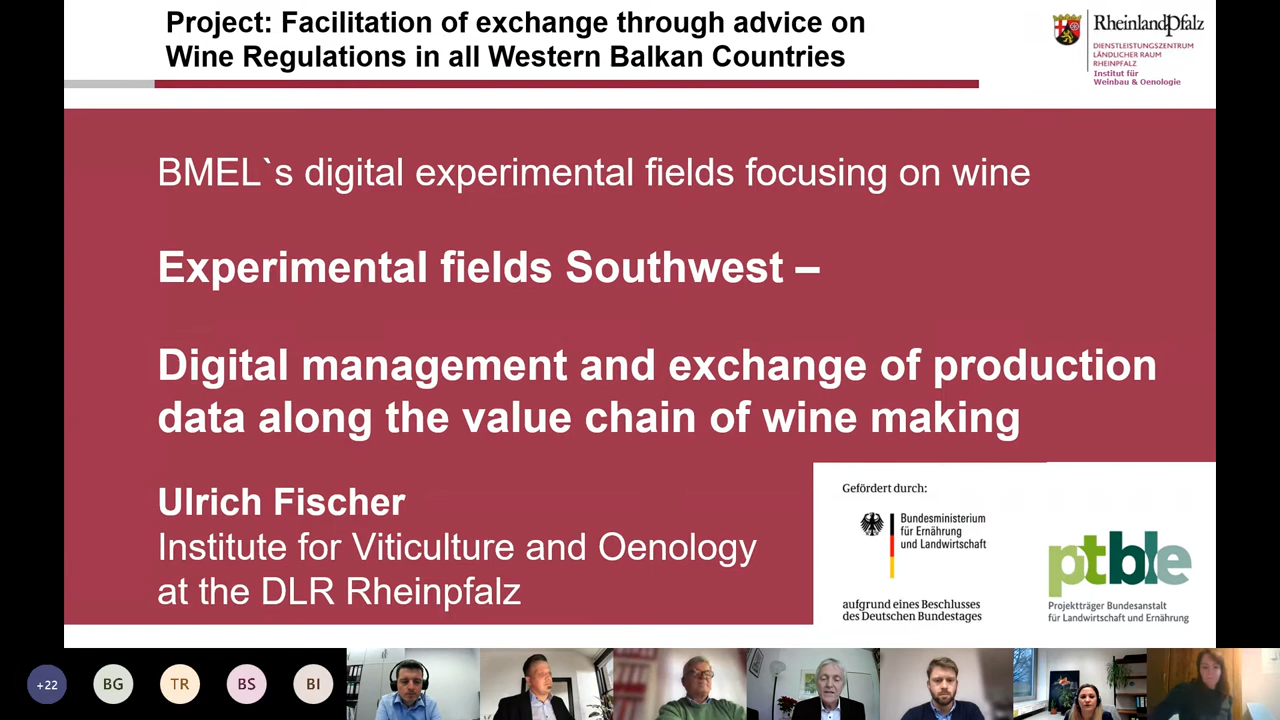 Project: Facilitation of exchange through advice on
Wine Regulations in all Western Balkan Countries
RheinlandPfalz
DIENSTLEISTUNGSZENTRUM
LÄNDLICHER RAUM
RHEINPFALZ
Institut für
Weinbau & Oenologie
BMEL`s digital experimental fields focusing on wine
Experimental fields Southwest –
Digital management and exchange of production
data along the value chain of wine making
Ulrich Fischer
Institute for Viticulture and Oenology
at the DLR Rheinpfalz
Gefördert durch:
Bundesministerium
für Ernährung
und Landwirtschaft
aufgrund eines Beschlusses
des Deutschen Bundestages
ptble
Projektträger Bundesanstalt
für Landwirtschaft und Ernährung
+22 BG TR BS BI